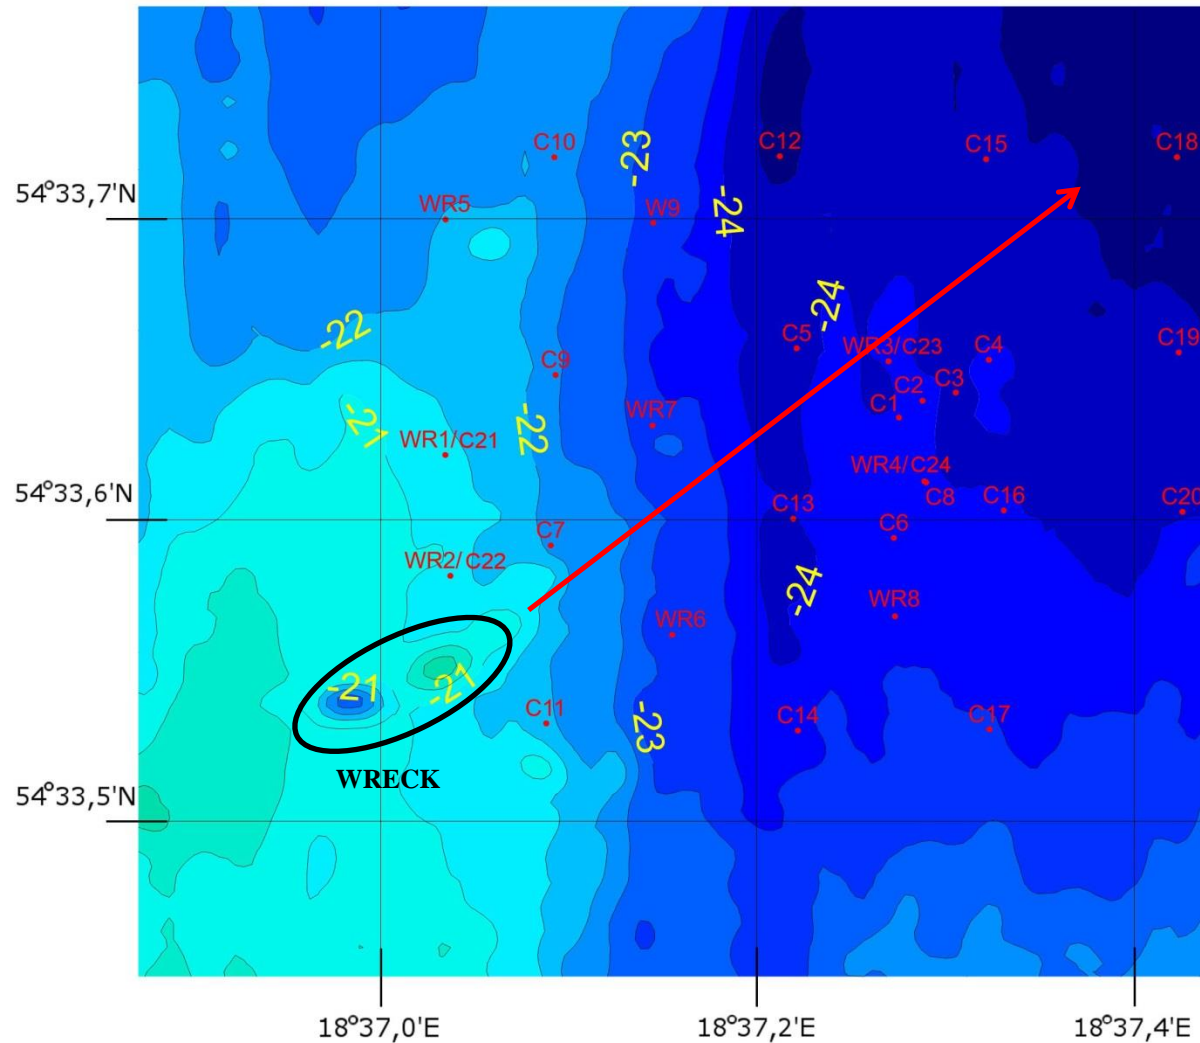 C10
-23
C12
C15
C18
54°33,7'N
WR5
W9
-24
-22
-24
C5
WR3/C23
C4
C19
C9
C2
C3
-21
-22
WR7
C1
WR1/C21
WR4/C24
54°33,6'N
C13
C8
C16
C20
C7
C6
WR2/C22
-24
WR8
WR6
-21
-21
C11
-23
C14
C17
WRECK
54°33,5'N
18°37,0'E
18°37,2'E
18°37,4'E